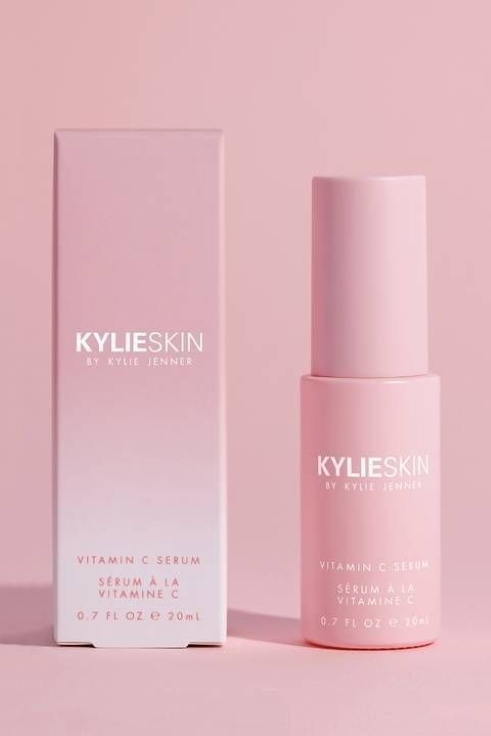 KYLIESKIN
BY KYLIE JENNER
VITAMIN C SERUM
SÉRUM À LA
VITAMINE C
0.7 FL OZ ℮ 20mL
KYLIESKIN
BY KYLIE JENNER
VITAMIN C SERUM
SÉRUM À LA
VITAMINE C
0.7 FL OZ ℮ 20mL